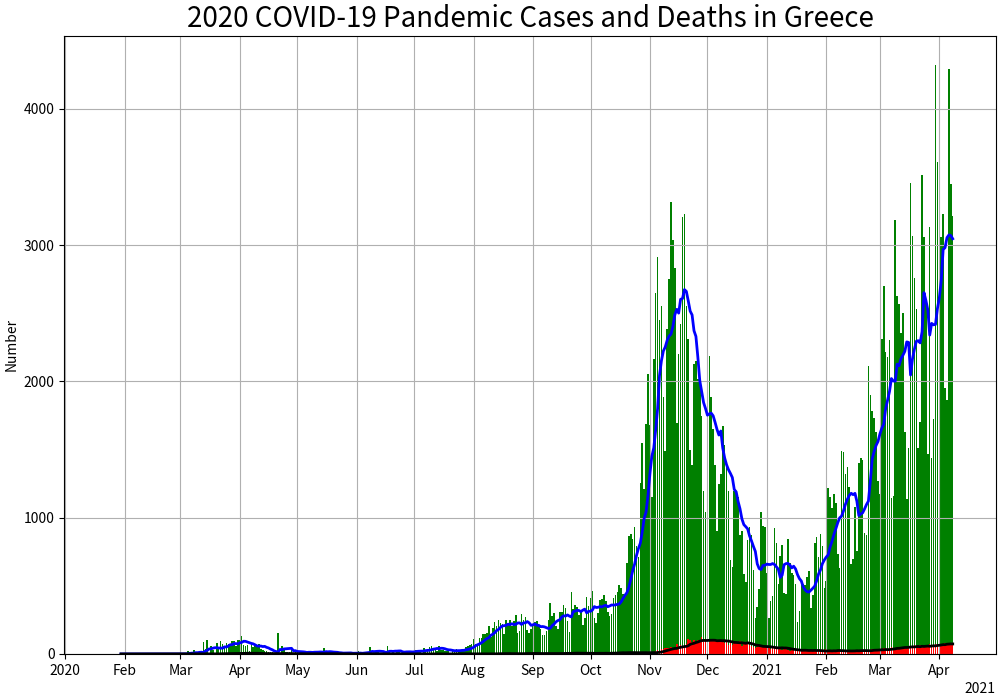 2020 COVID-19 Pandemic Cases and Deaths in Greece
Number
4000
3000
2000
1000
0
2020 Feb Mar Apr May Jun Jul Aug Sep Oct Nov Dec 2021 Feb Mar Apr
2021